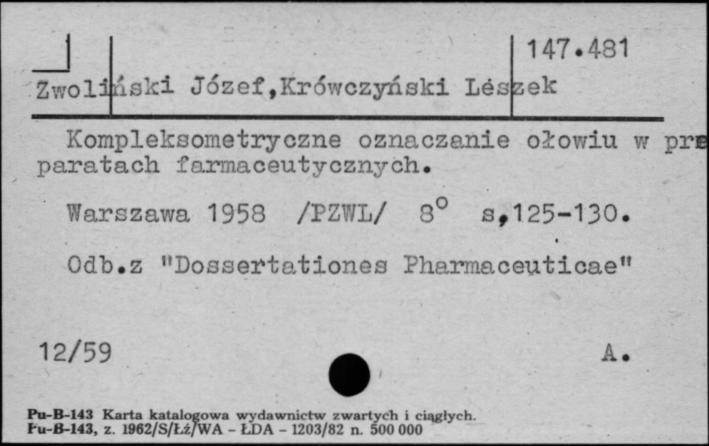 147.481
Zwoliński Józef,Krówczyński Leszek
Kompleksometryczne oznaczanie ołowiu w pre
paratach farmaceutycznych.
Warszawa 1958 /PZWL/ 8° s,125-130.
Odb.z "Dossertationes Pharmaceuticae"
12/59 A.
Pu-B-143 Karta katalogowa wydawnictw zwartych i ciągłych.
Pu-B-143, z. 1962/S/Łż/WA - ŁDA - 1203/82 n. 500 000